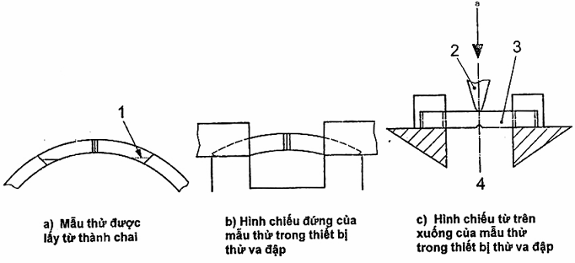 a
2
3
1
4
a) Mẫu thử được
lấy từ thành chai
b) Hình chiếu đứng của
mẫu thử trong thiết bị
thử va đập
c) Hình chiếu từ trên
xuống của mẫu thử
trong thiết bị thử va đập